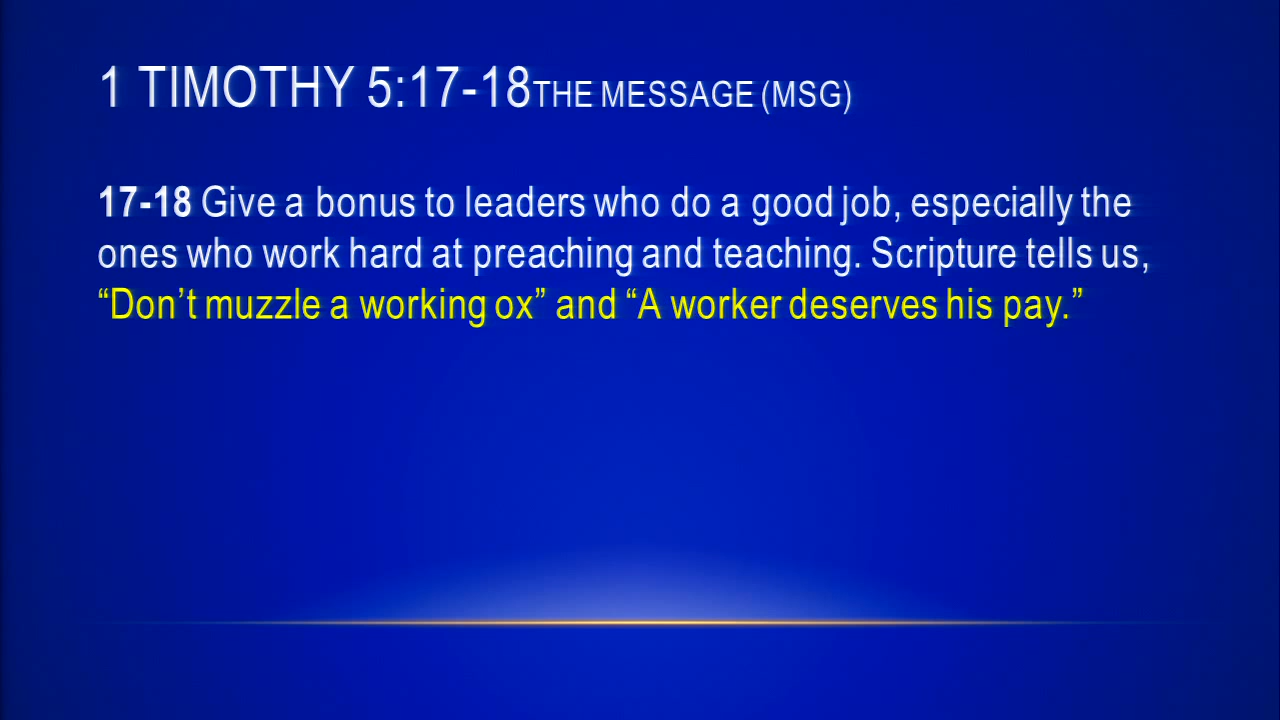 1 TIMOTHY 5:17-18THE MESSAGE (MSG)
17-18 Give a bonus to leaders who do a good job, especially the
ones who work hard at preaching and teaching. Scripture tells us,
“Don’t muzzle a working ox” and “A worker deserves his pay.”